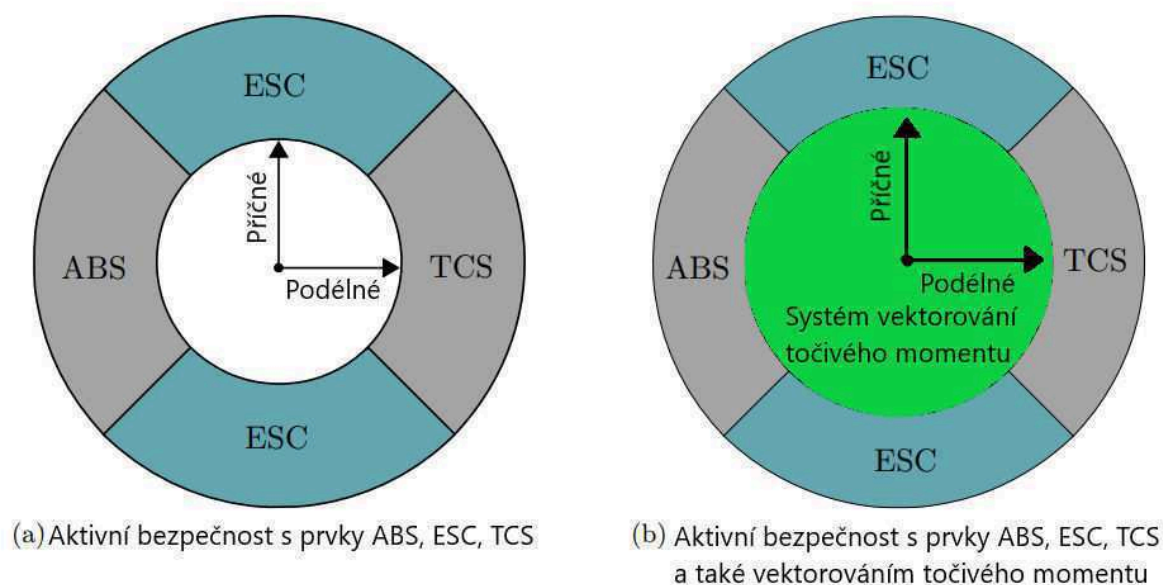 ESC
Příčné
ABS
TCS
Podélné
ESC
(a) Aktivní bezpečnost s prvky ABS, ESC, TCS
ESC
Příčné
ABS
TCS
Podélné
Systém vektorování
točivého momentu
ESC
(b) Aktivní bezpečnost s prvky ABS, ESC, TCS
a také vektorováním točivého momentu